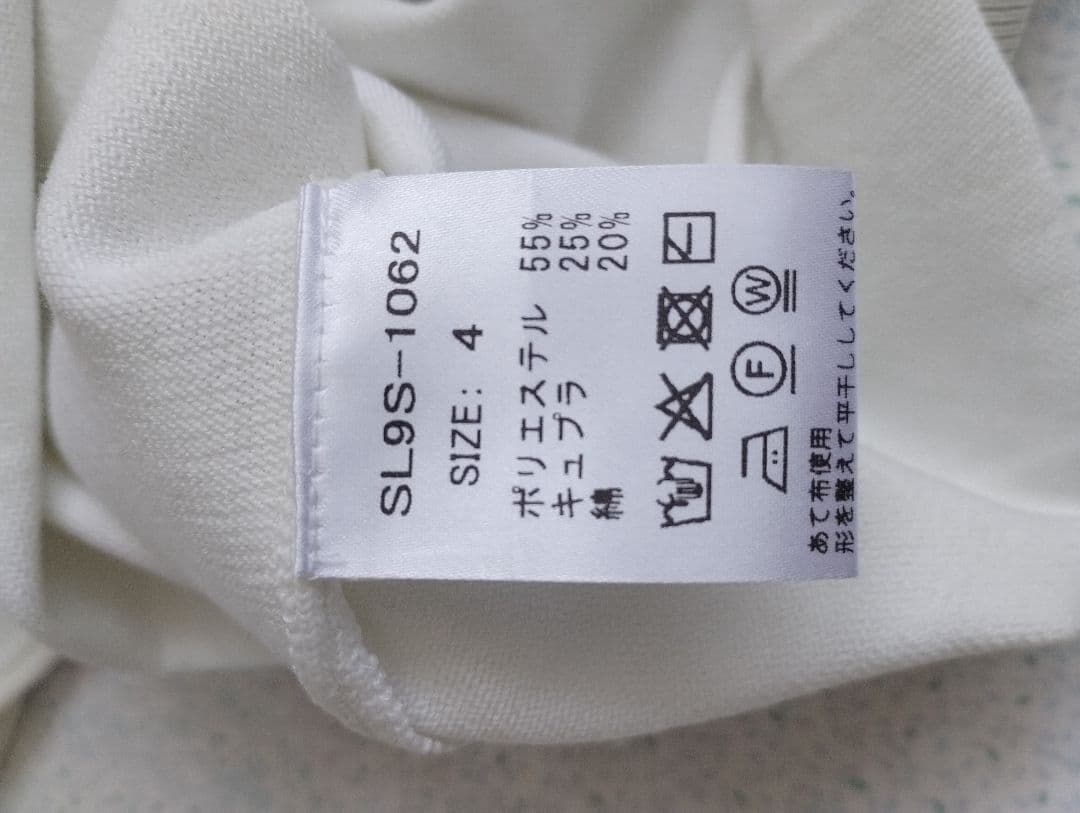 SL9S-1062
SIZE: 4
ポリエステル 55%
キュプラ 25%
綿 20%
F W
あて布使用
形を整えて平干ししてください。